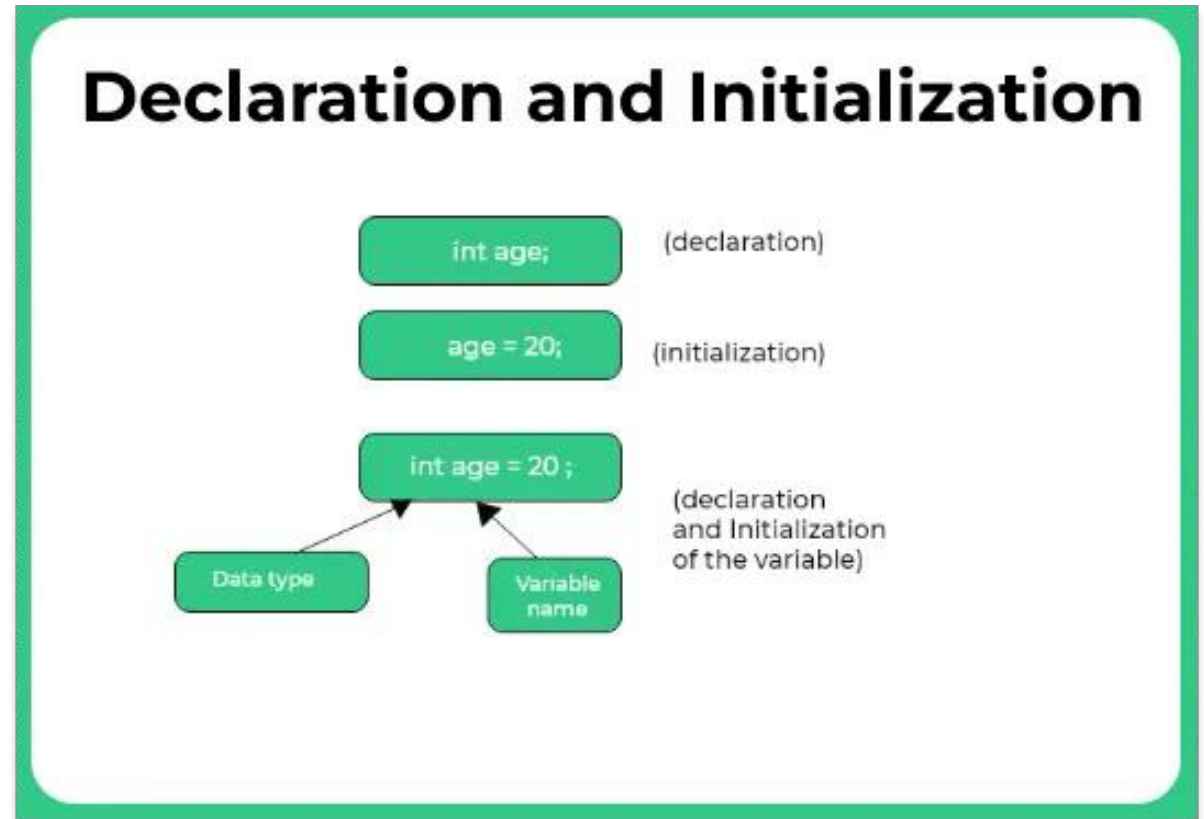 Declaration and Initialization
int age;
(declaration)
age = 20;
(initialization)
int age = 20 ;
(declaration
and Initialization
of the variable)
Data type
Variable
name